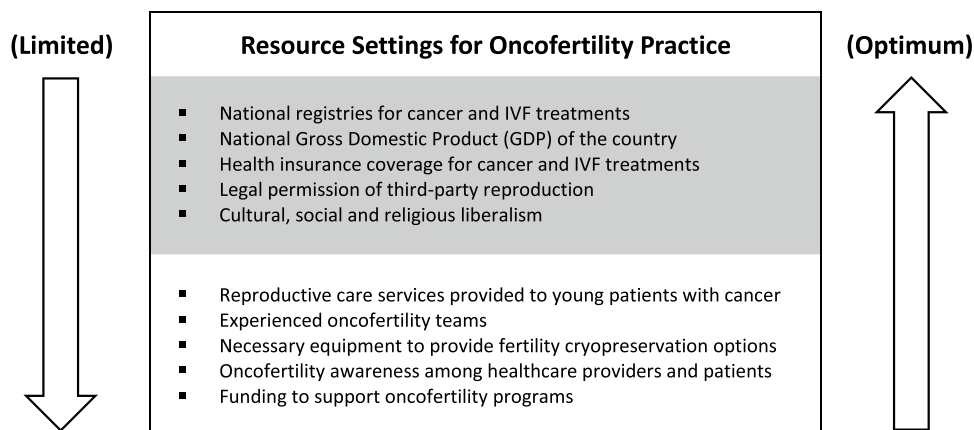 (Limited)
Resource Settings for Oncofertility Practice
(Optimum)
▪ National registries for cancer and IVF treatments
▪ National Gross Domestic Product (GDP) of the country
▪ Health insurance coverage for cancer and IVF treatments
▪ Legal permission of third-party reproduction
▪ Cultural, social and religious liberalism
▪ Reproductive care services provided to young patients with cancer
▪ Experienced oncofertility teams
▪ Necessary equipment to provide fertility cryopreservation options
▪ Oncofertility awareness among healthcare providers and patients
▪ Funding to support oncofertility programs